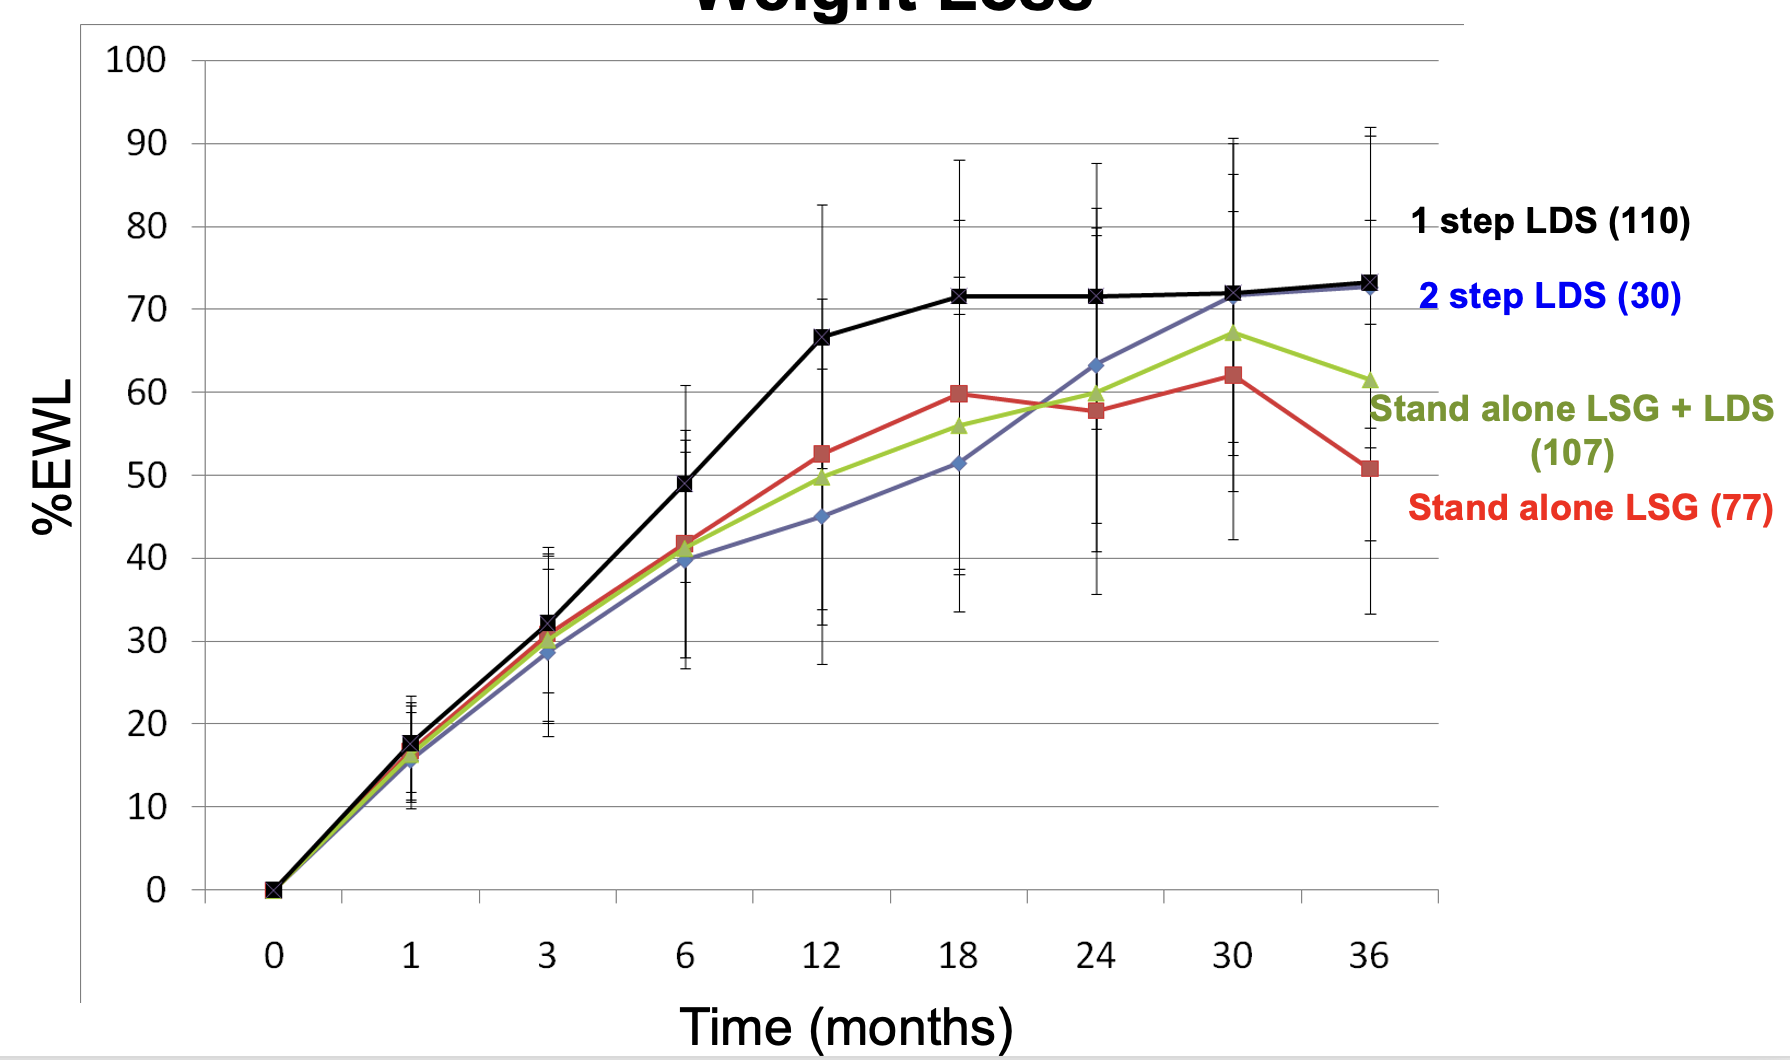 Weight Loss
100
90
80
70
60
50
40
30
20
10
0
%EWL
0 1 3 6 12 18 24 30 36
Time (months)
1 step LDS (110)
2 step LDS (30)
Stand alone LSG + LDS
(107)
Stand alone LSG (77)